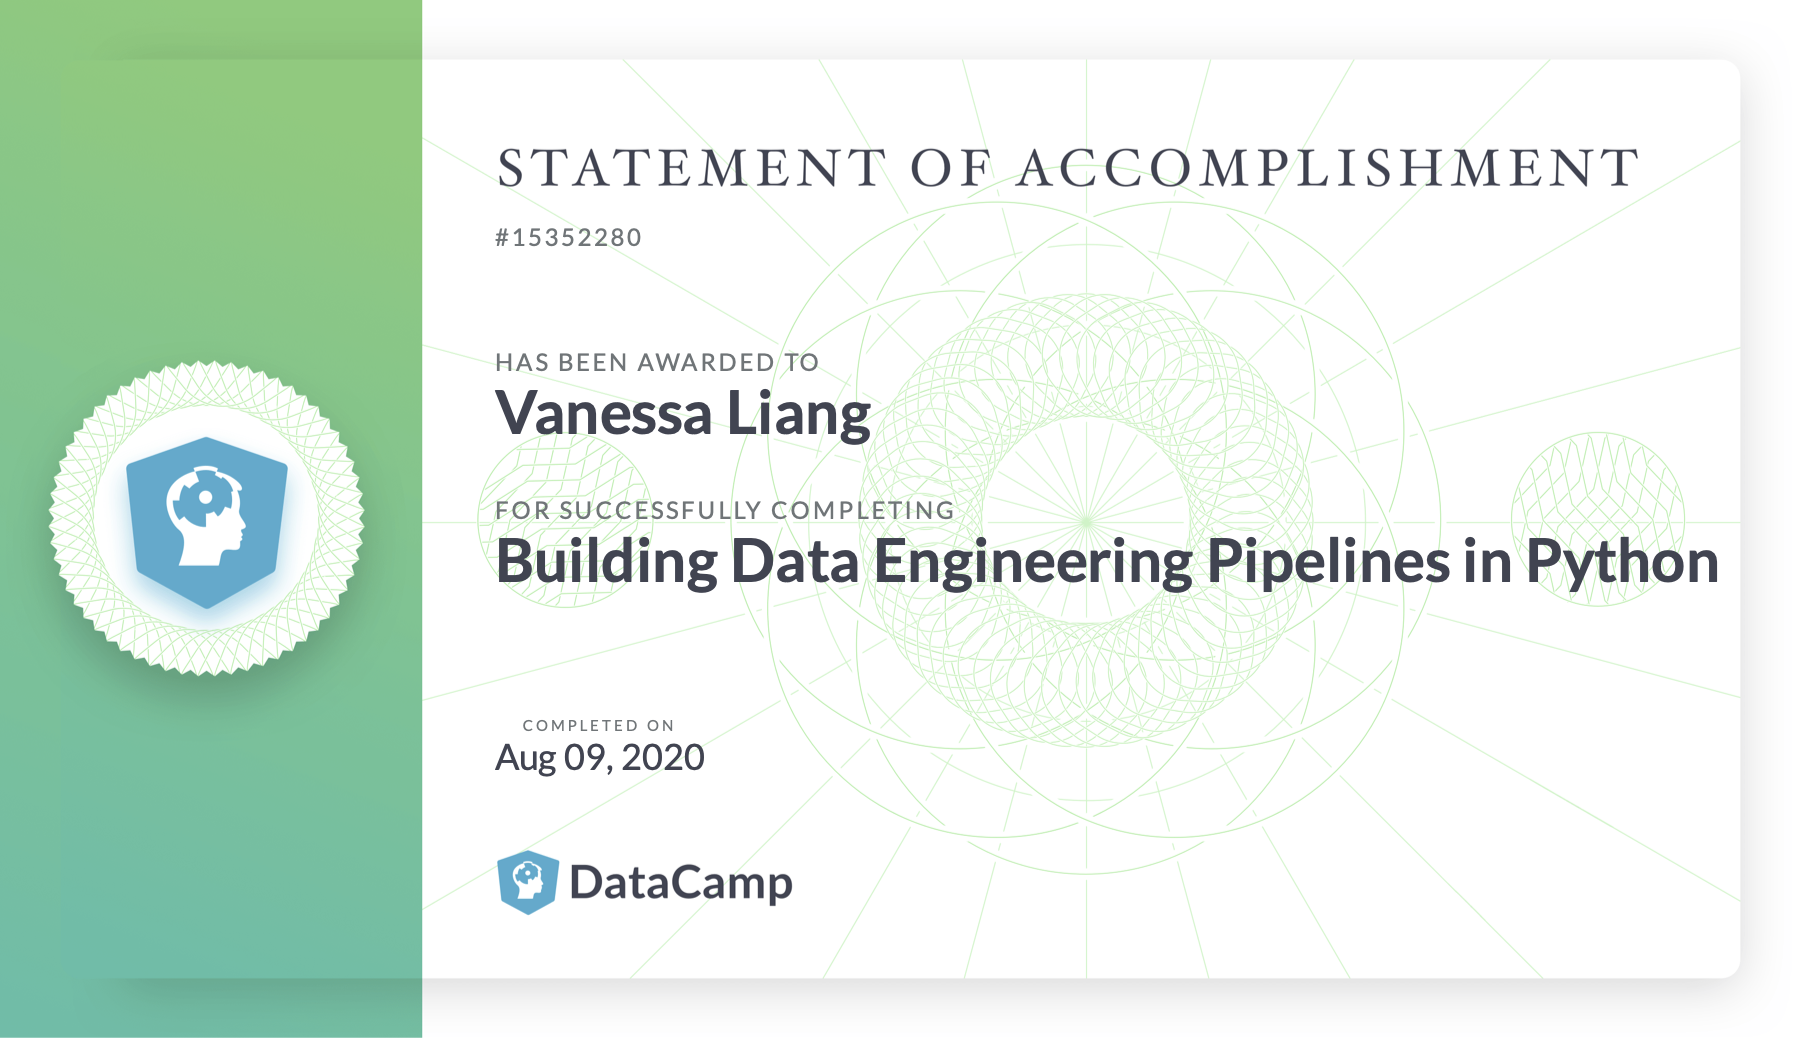 STATEMENT OF ACCOMPLISHMENT
#15352280
HAS BEEN AWARDED TO
Vanessa Liang
FOR SUCCESSFULLY COMPLETING
Building Data Engineering Pipelines in Python
COMPLETED ON
Aug 09, 2020
DataCamp